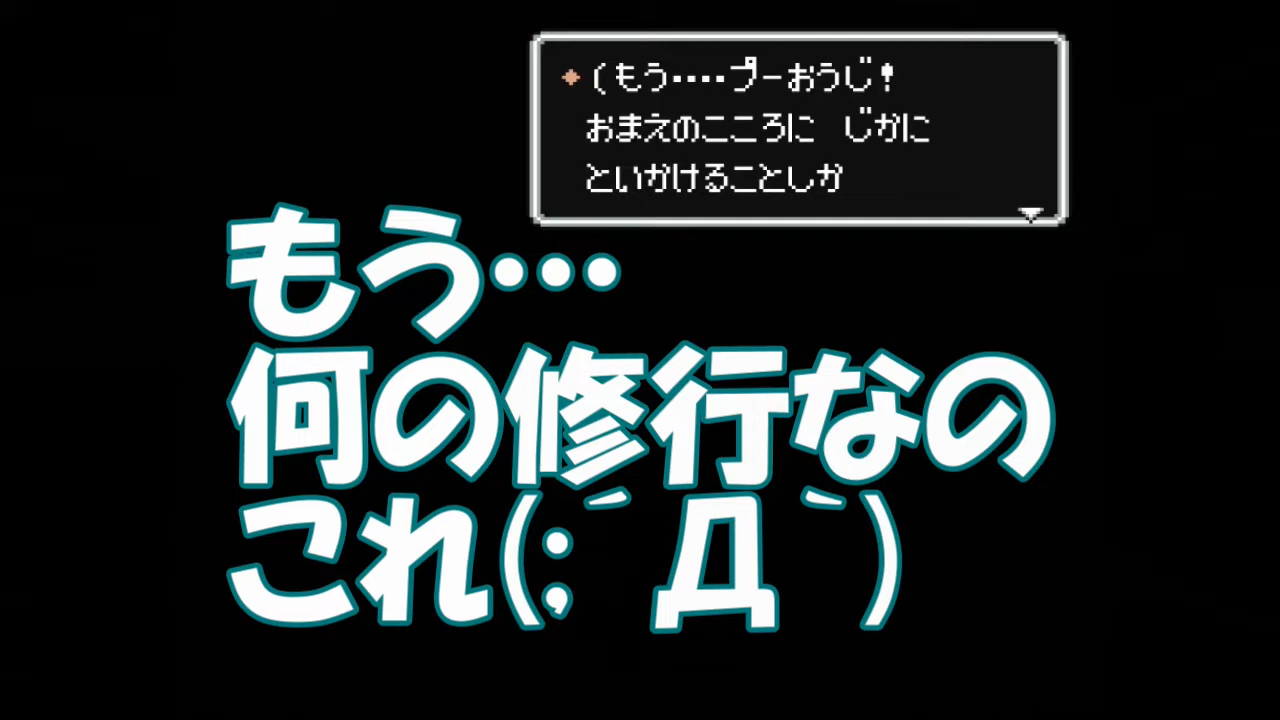 ◆(もう····プーおうじ!
おまえのこころに じかに
といかけることしか
もう…
何の修行なの
これ(;´Д｀)